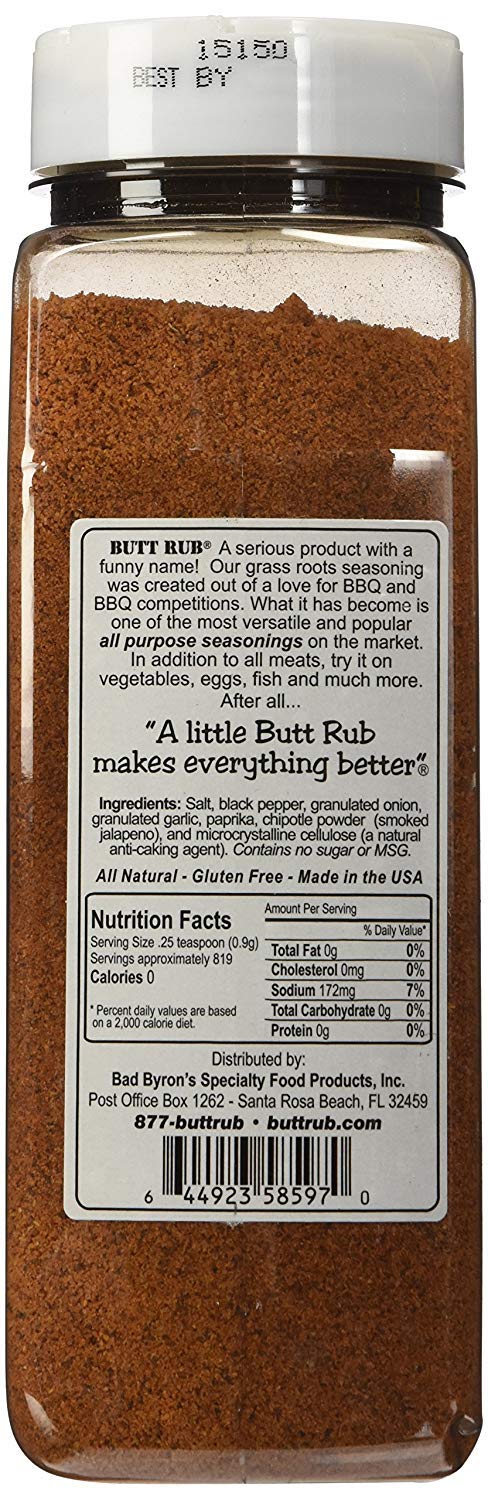 15150
BEST BY
BUTT RUB® A serious product with a
funny name! Our grass roots seasoning
was created out of a love for BBQ and
BBQ competitions. What it has become is
one of the most versatile and popular
all purpose seasonings on the market.
In addition to all meats, try it on
vegetables, eggs, fish and much more.
After all...
"A little Butt Rub
makes everything better"®
Ingredients: Salt, black pepper, granulated onion,
granulated garlic, paprika, chipotle powder (smoked
jalapeno), and microcrystalline cellulose (a natural
anti-caking agent). Contains no sugar or MSG.
All Natural - Gluten Free - Made in the USA
Nutrition Facts
Serving Size .25 teaspoon (0.9g)
Servings approximately 819
Calories 0
*Percent daily values are based
on a 2,000 calorie diet.
Amount Per Serving
% Daily Value*
Total Fat 0g 0%
Cholesterol 0mg 0%
Sodium 172mg 7%
Total Carbohydrate 0g 0%
Protein 0g 0%
Distributed by:
Bad Byron's Specialty Food Products, Inc.
Post Office Box 1262 - Santa Rosa Beach, FL 32459
877-buttrub • buttrub.com
6 44923 58597 0